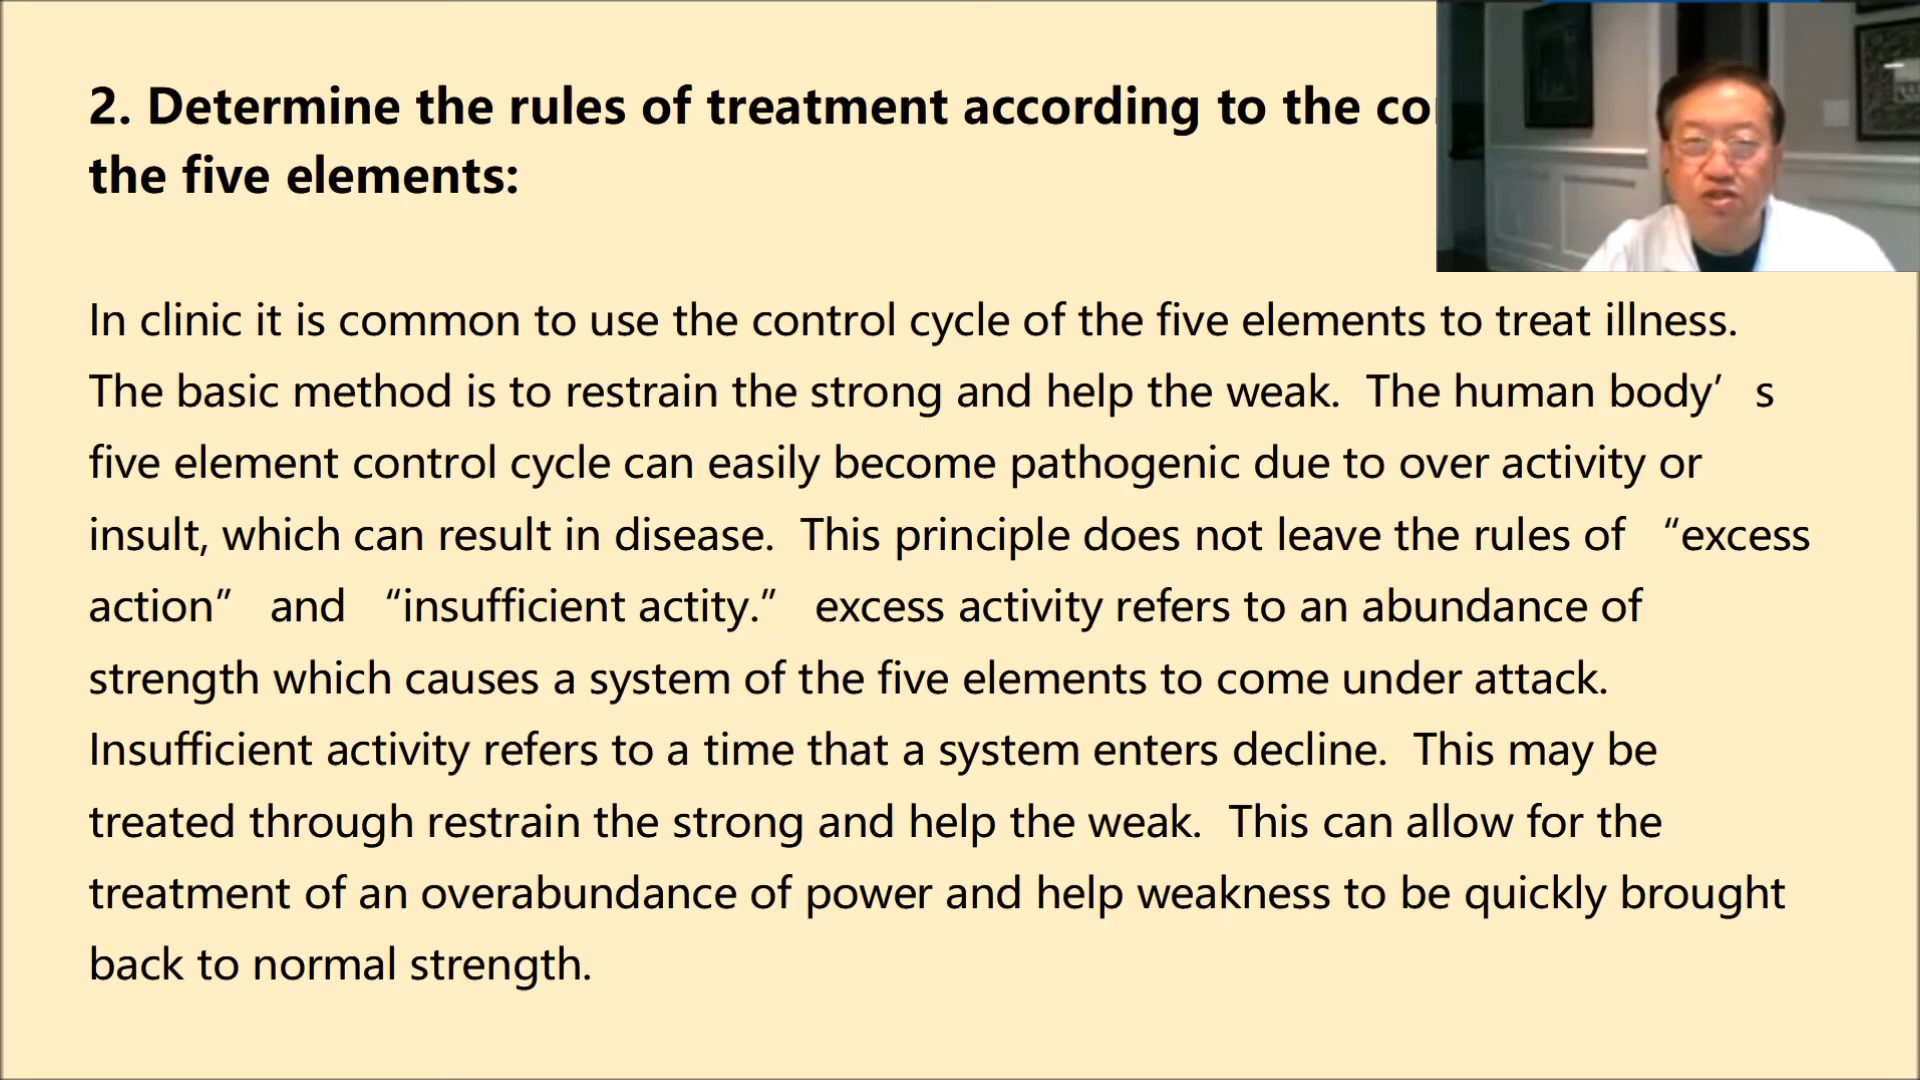 2. Determine the rules of treatment according to the
the five elements:
In clinic it is common to use the control cycle of the five elements to treat illness.
The basic method is to restrain the strong and help the weak.  The human body’ s
five element control cycle can easily become pathogenic due to over activity or
insult, which can result in disease.  This principle does not leave the rules of “excess
action” and “insufficient actity.” excess activity refers to an abundance of
strength which causes a system of the five elements to come under attack.
Insufficient activity refers to a time that a system enters decline.  This may be
treated through restrain the strong and help the weak.  This can allow for the
treatment of an overabundance of power and help weakness to be quickly brought
back to normal strength.